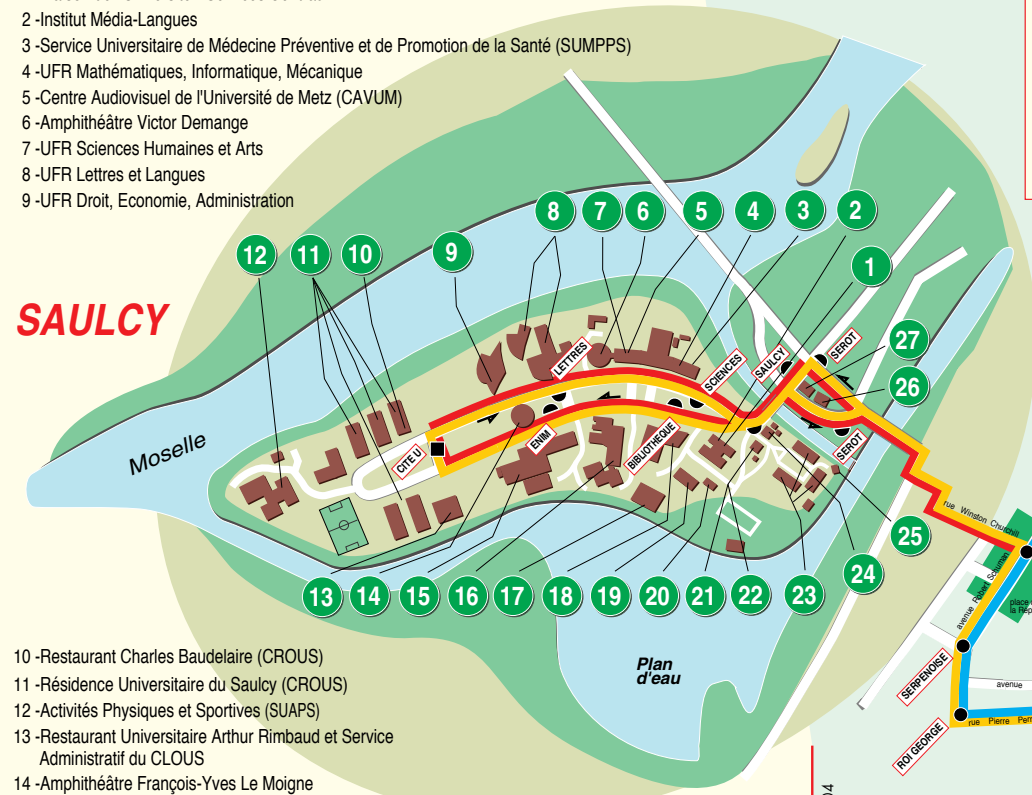 2 -Institut Média-Langues
3 -Service Universitaire de Médecine Préventive et de Promotion de la Santé (SUMPPS)
4 -UFR Mathématiques, Informatique, Mécanique
5 -Centre Audiovisuel de l'Université de Metz (CAVUM)
6 -Amphithéâtre Victor Demange
7 -UFR Sciences Humaines et Arts
8 -UFR Lettres et Langues
9 -UFR Droit, Economie, Administration
12 11 10 9 8 7 6 5 4 3 2
1
27
26
SAULCY
Moselle
LETTRES
SCIENCES
SAULCY
SEROT
SEROT
CITE U
ENIM
BIBLIOTHEQUE
rue Winston Churchill
25
24
13 14 15 16 17 18 19 20 21 22 23
avenue Robert Schuman
place
la Rép
Plan
d'eau
SERPENOISE
avenue
ROI GEORGE
rue Pierre Perr
10 -Restaurant Charles Baudelaire (CROUS)
11 -Résidence Universitaire du Saulcy (CROUS)
12 -Activités Physiques et Sportives (SUAPS)
13 -Restaurant Universitaire Arthur Rimbaud et Service
Administratif du CLOUS
14 -Amphithéâtre François-Yves Le Moigne
04